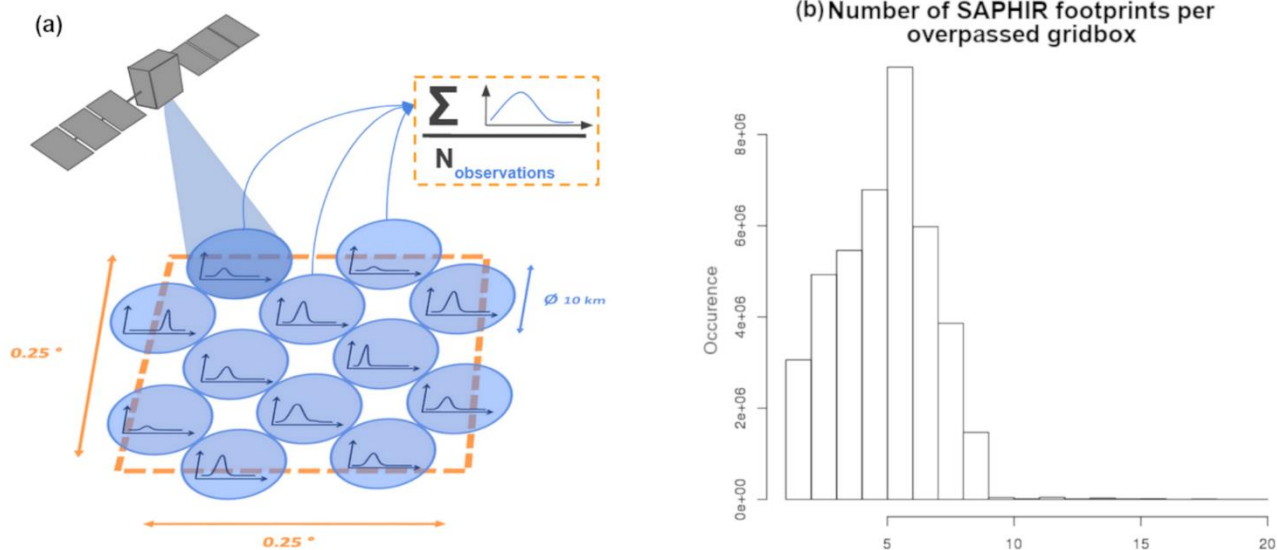 (a)
Σ
N observations
Ø 10 km
0.25 °
0.25 °
(b) Number of SAPHIR footprints per
overpassed gridbox
Occurence
8e+06
6e+06
4e+06
2e+06
0e+00
5 10 15 20